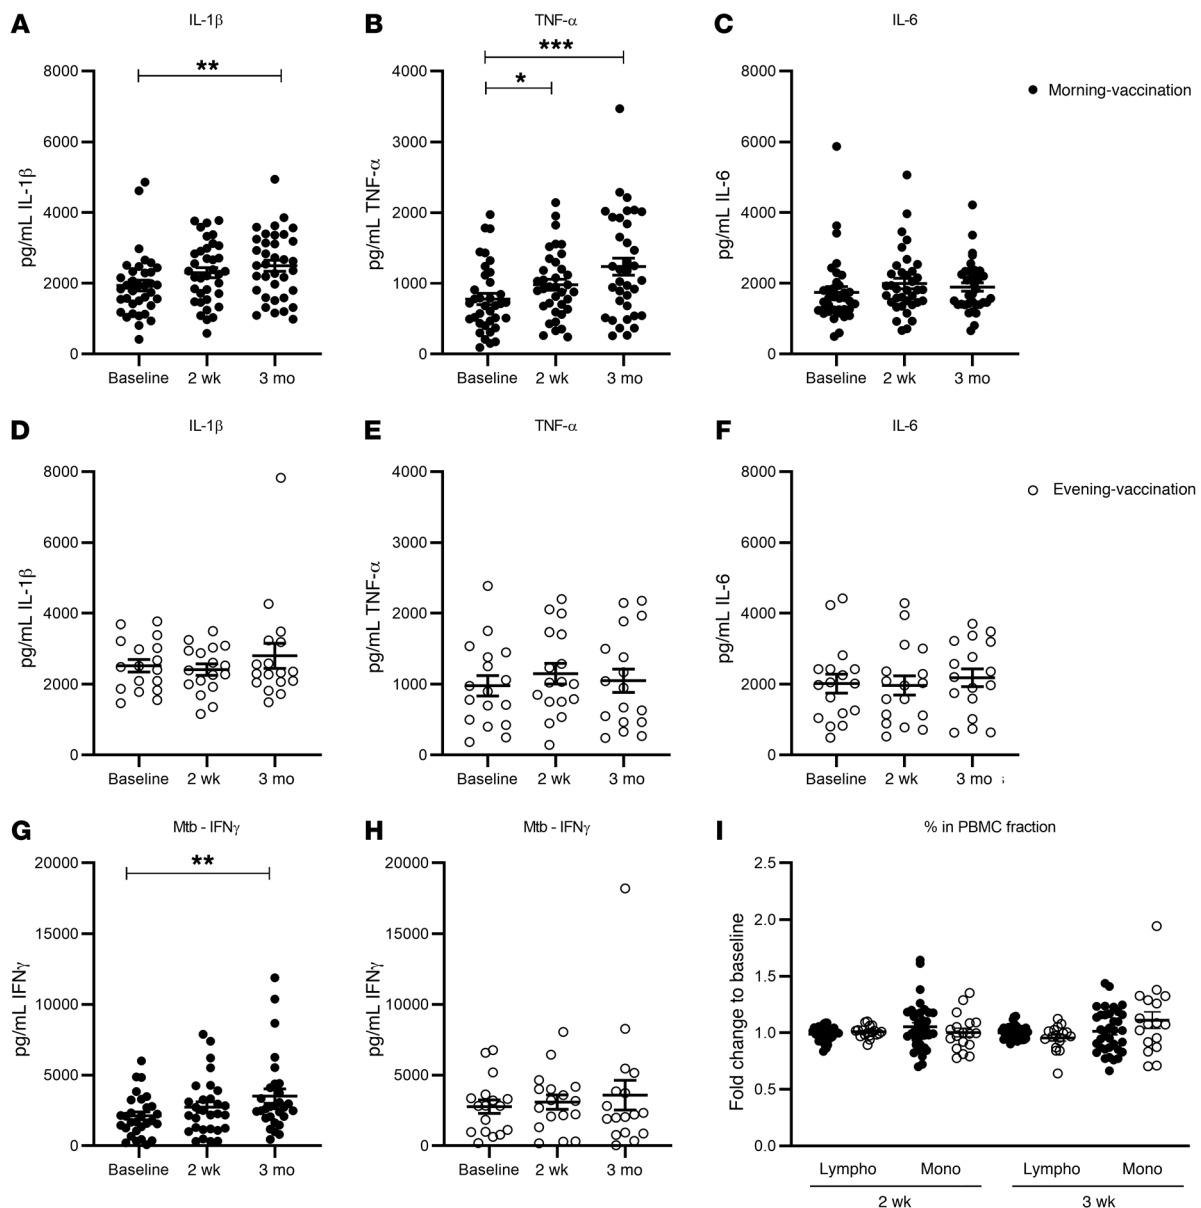 A IL-1β
**
8000
6000
4000
2000
0
pg/mL IL-1β
Baseline 2 wk 3 mo
B TNF-α
***
*
4000
3000
2000
1000
0
pg/mL TNF-α
Baseline 2 wk 3 mo
C IL-6
8000
6000
4000
2000
0
pg/mL IL-6
Baseline 2 wk 3 mo
Morning-vaccination
D IL-1β
8000
6000
4000
2000
0
pg/mL IL-1β
Baseline 2 wk 3 mo
E TNF-α
4000
3000
2000
1000
0
pg/mL TNF-α
Baseline 2 wk 3 mo
F IL-6
8000
6000
4000
2000
0
pg/mL IL-6
Baseline 2 wk 3 mo
Evening-vaccination
G Mtb - IFNγ
**
20000
15000
10000
5000
0
pg/mL IFNγ
Baseline 2 wk 3 mo
H Mtb - IFNγ
20000
15000
10000
5000
0
pg/mL IFNγ
Baseline 2 wk 3 mo
I % in PBMC fraction
2.5
2.0
1.5
1.0
0.5
0.0
Fold change to baseline
Lympho Mono Lympho Mono
2 wk 3 wk